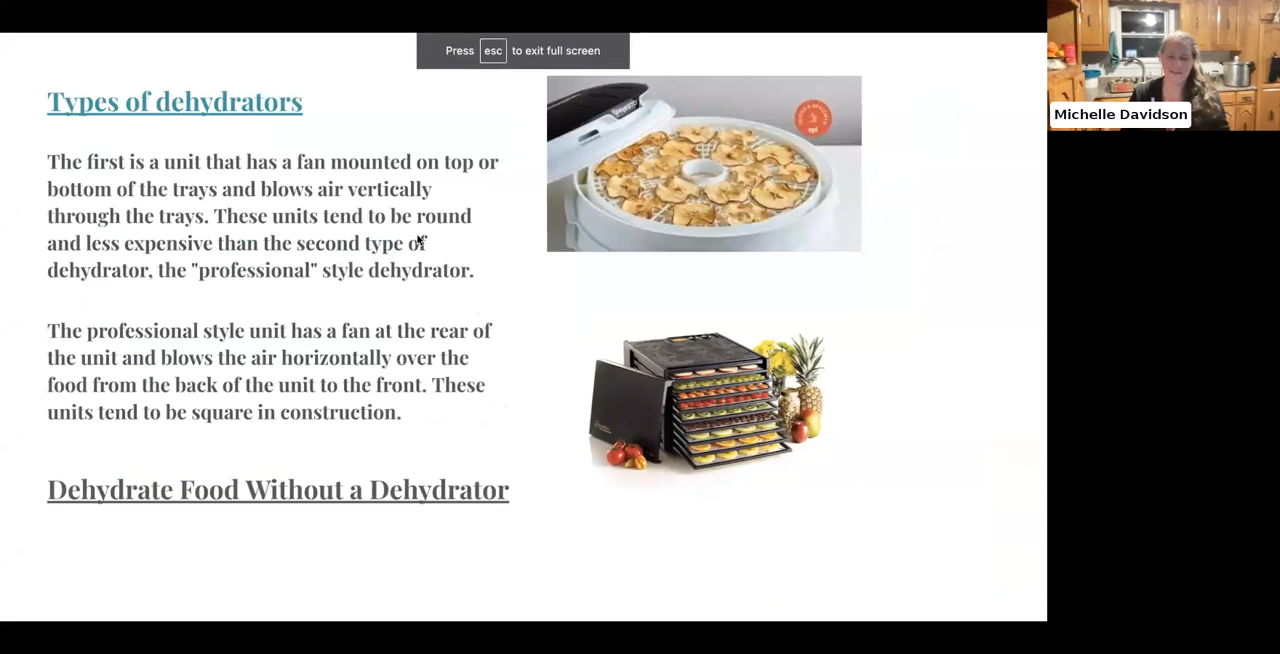 Press esc to exit full screen
Types of dehydrators
The first is a unit that has a fan mounted on top or
bottom of the trays and blows air vertically
through the trays. These units tend to be round
and less expensive than the second type of
dehydrator, the "professional" style dehydrator.
The professional style unit has a fan at the rear of
the unit and blows the air horizontally over the
food from the back of the unit to the front. These
units tend to be square in construction.
Dehydrate Food Without a Dehydrator
Michelle Davidson